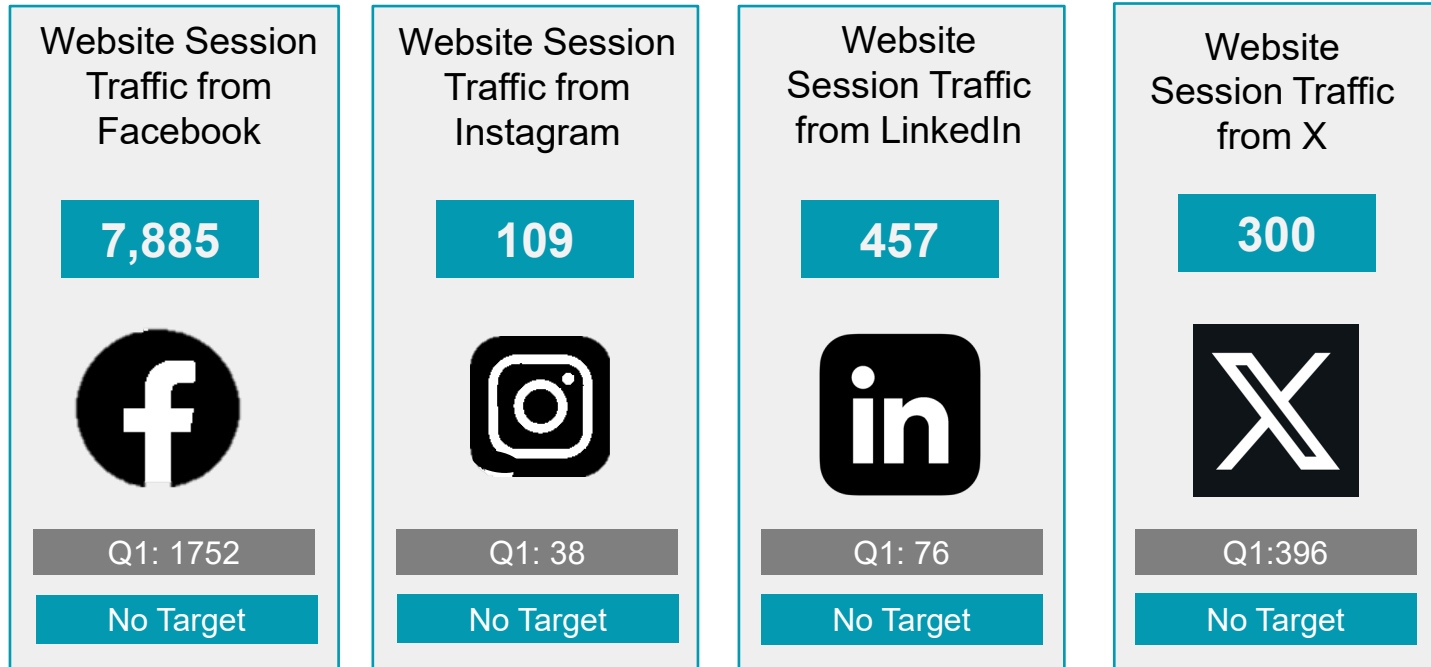 Website Session
Traffic from
Facebook
7,885
Q1: 1752
No Target
Website Session
Traffic from
Instagram
109
Q1: 38
No Target
Website
Session Traffic
from LinkedIn
457
in
Q1: 76
No Target
Website
Session Traffic
from X
300
Q1:396
No Target